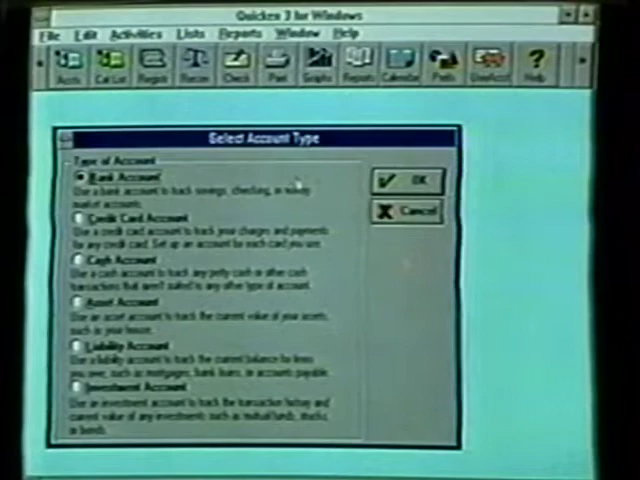 Quicken 3 for Windows
File Edit Activities Lists Reports Window Help
Accts Cat List Registr Recon Check Print Graphs Reports Calendar Prefs UseAcct Help
Select Account Type
Type of Account
Bank Account
Use a bank account to track savings, checking, or money
market accounts.
Credit Card Account
Use a credit card account to track your charges and payments
for any credit card. Set up an account for each card you use.
Cash Account
Use a cash account to track any petty cash or other cash
transactions that aren't suited to any other type of account.
Asset Account
Use an asset account to track the current value of your assets,
such as your house.
Liability Account
Use a liability account to track the current balance for items
you owe, such as mortgages, bank loans, or accounts payable.
Investment Account
Use an investment account to track the transaction history and
current value of any investments such as mutual funds, stocks,
or bonds.
OK
Cancel